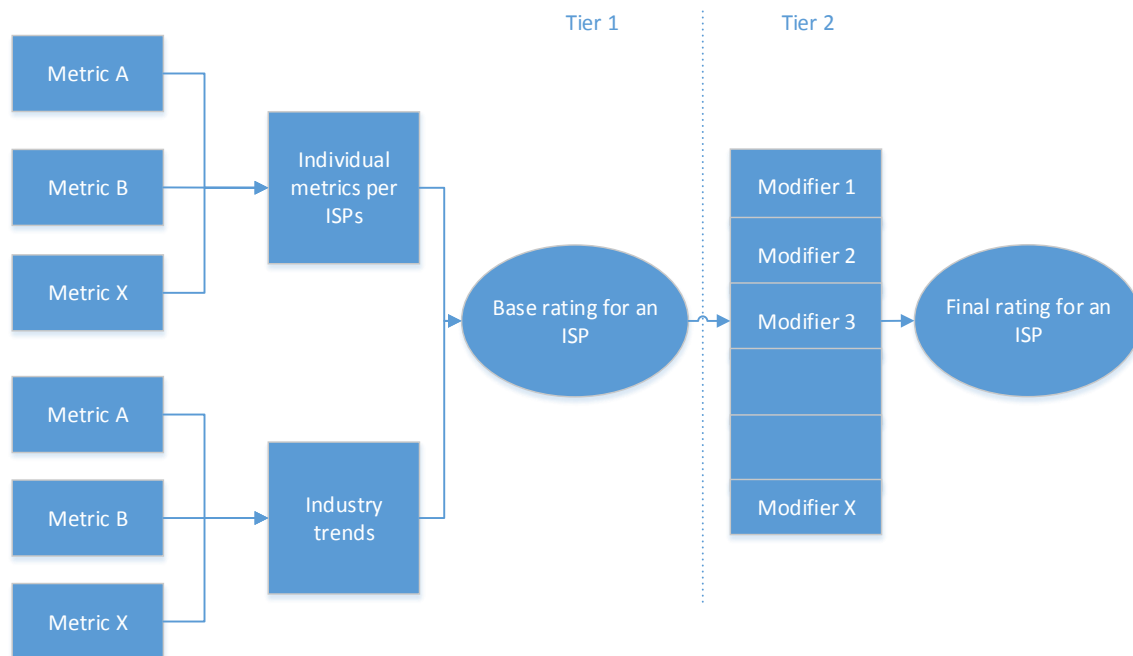 Tier 1
Tier 2
Metric A
Metric B
Metric X
Individual
metrics per
ISPs
Metric A
Metric B
Metric X
Industry
trends
Base rating for an
ISP
Modifier 1
Modifier 2
Modifier 3
Modifier X
Final rating for an
ISP